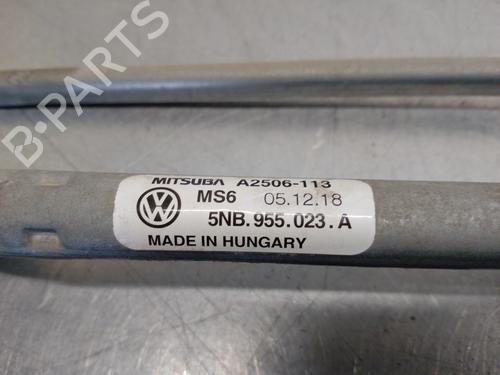 B-PARTS
MITSUBA A2506-113
MS6 05.12.18
5NB.955.023.A
MADE IN HUNGARY